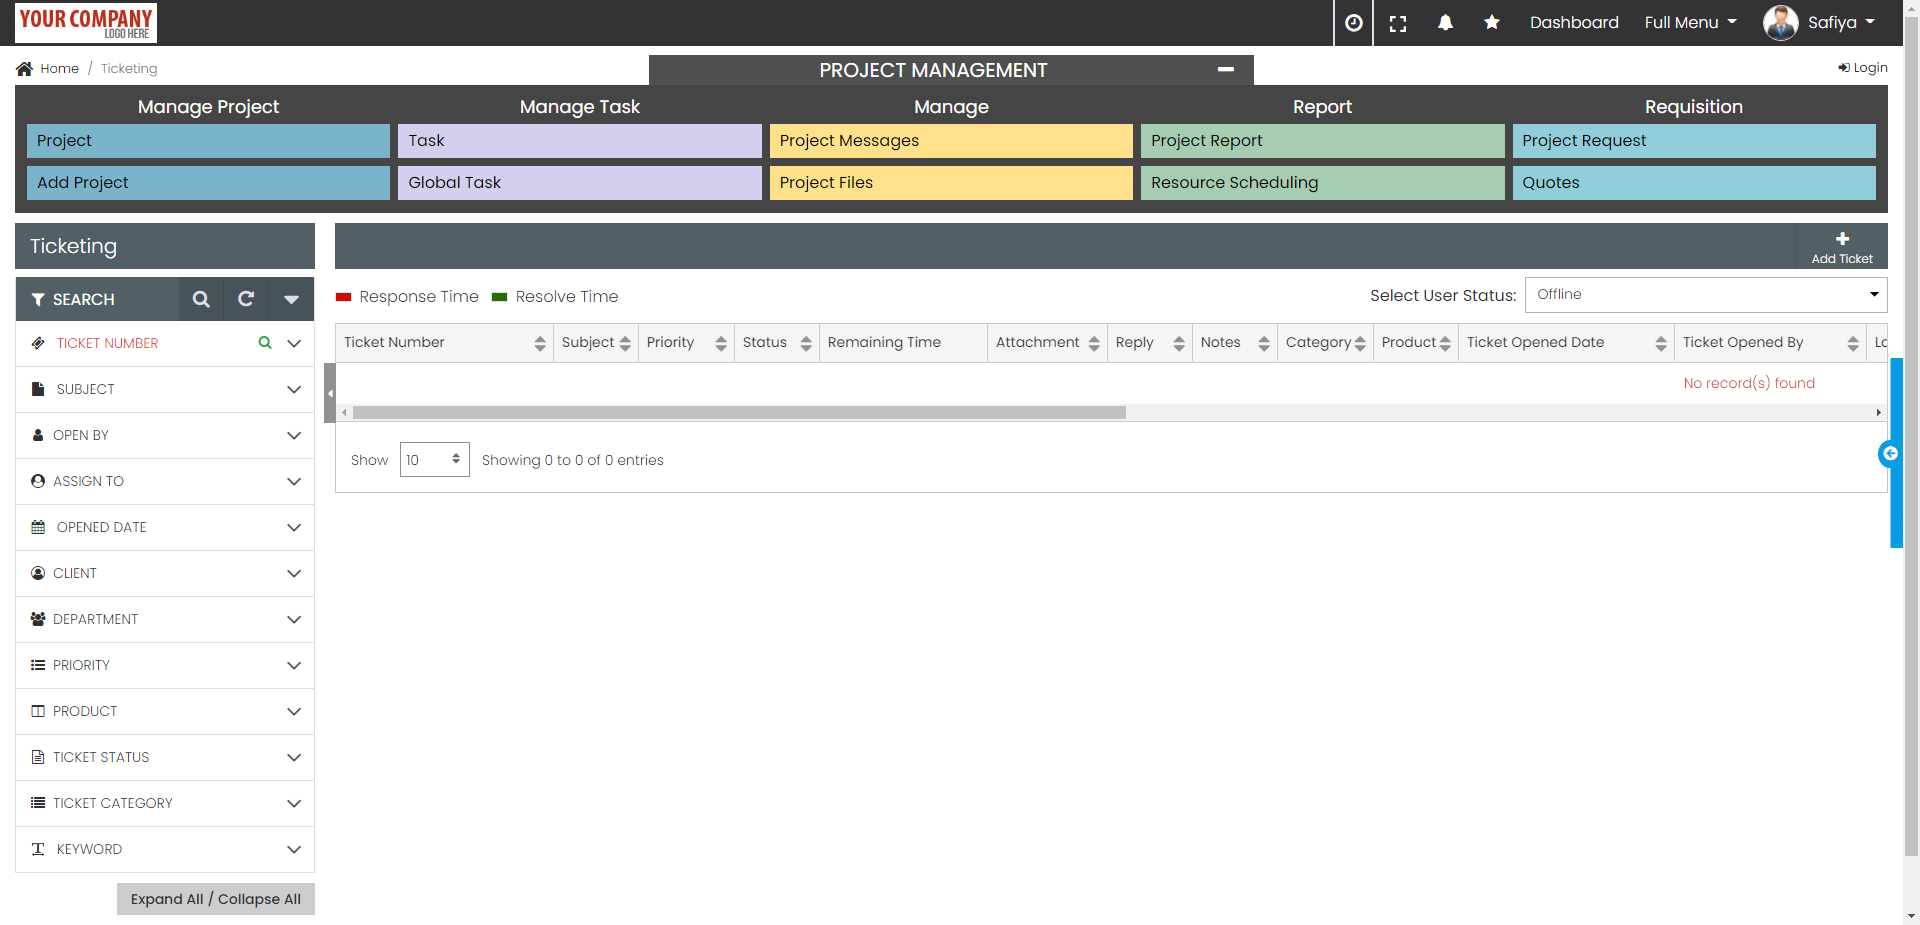 YOUR COMPANY
LOGO HERE
Dashboard
Full Menu
Safiya
Home / Ticketing
PROJECT MANAGEMENT
Login
Manage Project
Manage Task
Manage
Report
Requisition
Project
Task
Project Messages
Project Report
Project Request
Add Project
Global Task
Project Files
Resource Scheduling
Quotes
Ticketing
Add Ticket
SEARCH
TICKET NUMBER
SUBJECT
OPEN BY
ASSIGN TO
OPENED DATE
CLIENT
DEPARTMENT
PRIORITY
PRODUCT
TICKET STATUS
TICKET CATEGORY
KEYWORD
Expand All / Collapse All
Response Time
Resolve Time
Select User Status:
Offline
Ticket Number
Subject
Priority
Status
Remaining Time
Attachment
Reply
Notes
Category
Product
Ticket Opened Date
Ticket Opened By
No record(s) found
Show
10
Showing 0 to 0 of 0 entries